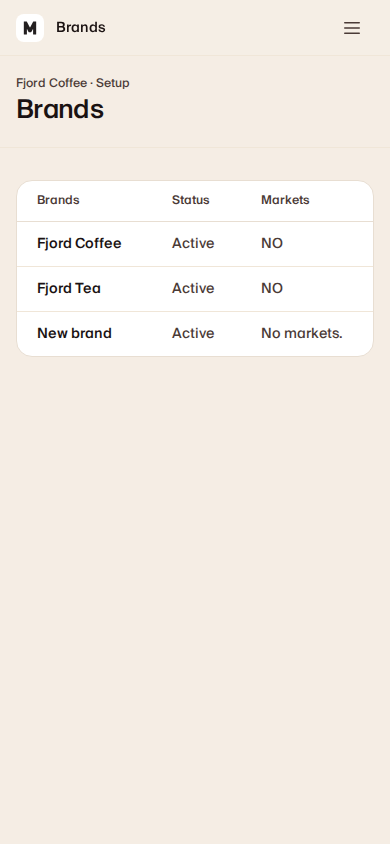 M Brands
Fjord Coffee · Setup
Brands
Brands Status Markets
Fjord Coffee Active NO
Fjord Tea Active NO
New brand Active No markets.